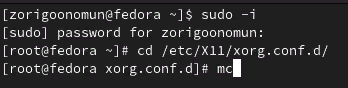 [zorigoonomun@fedora ~]$ sudo -i
[sudo] password for zorigoonomun:
[root@fedora ~]# cd /etc/X11/xorg.conf.d/
[root@fedora xorg.conf.d]# mc